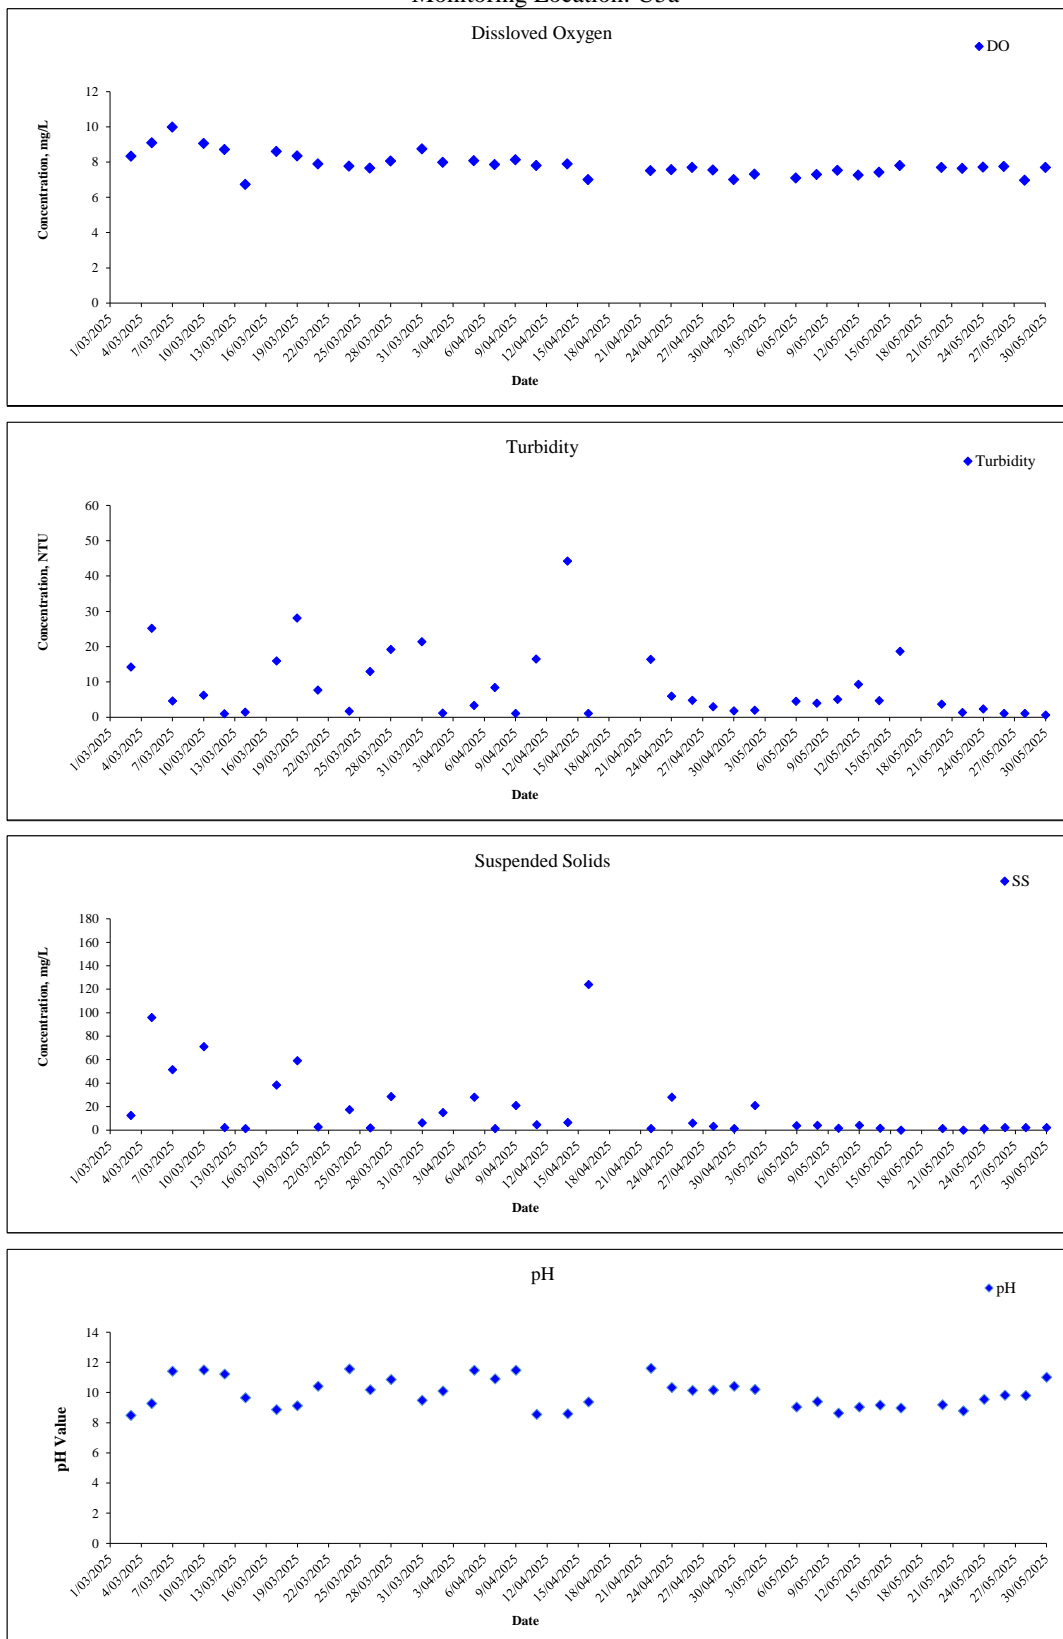 Monitoring Location: U3a
Dissloved Oxygen
DO
Concentration, mg/L
12
10
8
6
4
2
0
1/03/2025 4/03/2025 7/03/2025 10/03/2025 13/03/2025 16/03/2025 19/03/2025 22/03/2025 25/03/2025 28/03/2025 31/03/2025 3/04/2025 6/04/2025 9/04/2025 12/04/2025 15/04/2025 18/04/2025 21/04/2025 24/04/2025 27/04/2025 30/04/2025 3/05/2025 6/05/2025 9/05/2025 12/05/2025 15/05/2025 18/05/2025 21/05/2025 24/05/2025 27/05/2025 30/05/2025
Date
Turbidity
Turbidity
Concentration, NTU
60
50
40
30
20
10
0
1/03/2025 4/03/2025 7/03/2025 10/03/2025 13/03/2025 16/03/2025 19/03/2025 22/03/2025 25/03/2025 28/03/2025 31/03/2025 3/04/2025 6/04/2025 9/04/2025 12/04/2025 15/04/2025 18/04/2025 21/04/2025 24/04/2025 27/04/2025 30/04/2025 3/05/2025 6/05/2025 9/05/2025 12/05/2025 15/05/2025 18/05/2025 21/05/2025 24/05/2025 27/05/2025 30/05/2025
Date
Suspended Solids
SS
Concentration, mg/L
180
160
140
120
100
80
60
40
20
0
1/03/2025 4/03/2025 7/03/2025 10/03/2025 13/03/2025 16/03/2025 19/03/2025 22/03/2025 25/03/2025 28/03/2025 31/03/2025 3/04/2025 6/04/2025 9/04/2025 12/04/2025 15/04/2025 18/04/2025 21/04/2025 24/04/2025 27/04/2025 30/04/2025 3/05/2025 6/05/2025 9/05/2025 12/05/2025 15/05/2025 18/05/2025 21/05/2025 24/05/2025 27/05/2025 30/05/2025
Date
pH
pH
pH Value
14
12
10
8
6
4
2
0
1/03/2025 4/03/2025 7/03/2025 10/03/2025 13/03/2025 16/03/2025 19/03/2025 22/03/2025 25/03/2025 28/03/2025 31/03/2025 3/04/2025 6/04/2025 9/04/2025 12/04/2025 15/04/2025 18/04/2025 21/04/2025 24/04/2025 27/04/2025 30/04/2025 3/05/2025 6/05/2025 9/05/2025 12/05/2025 15/05/2025 18/05/2025 21/05/2025 24/05/2025 27/05/2025 30/05/2025
Date